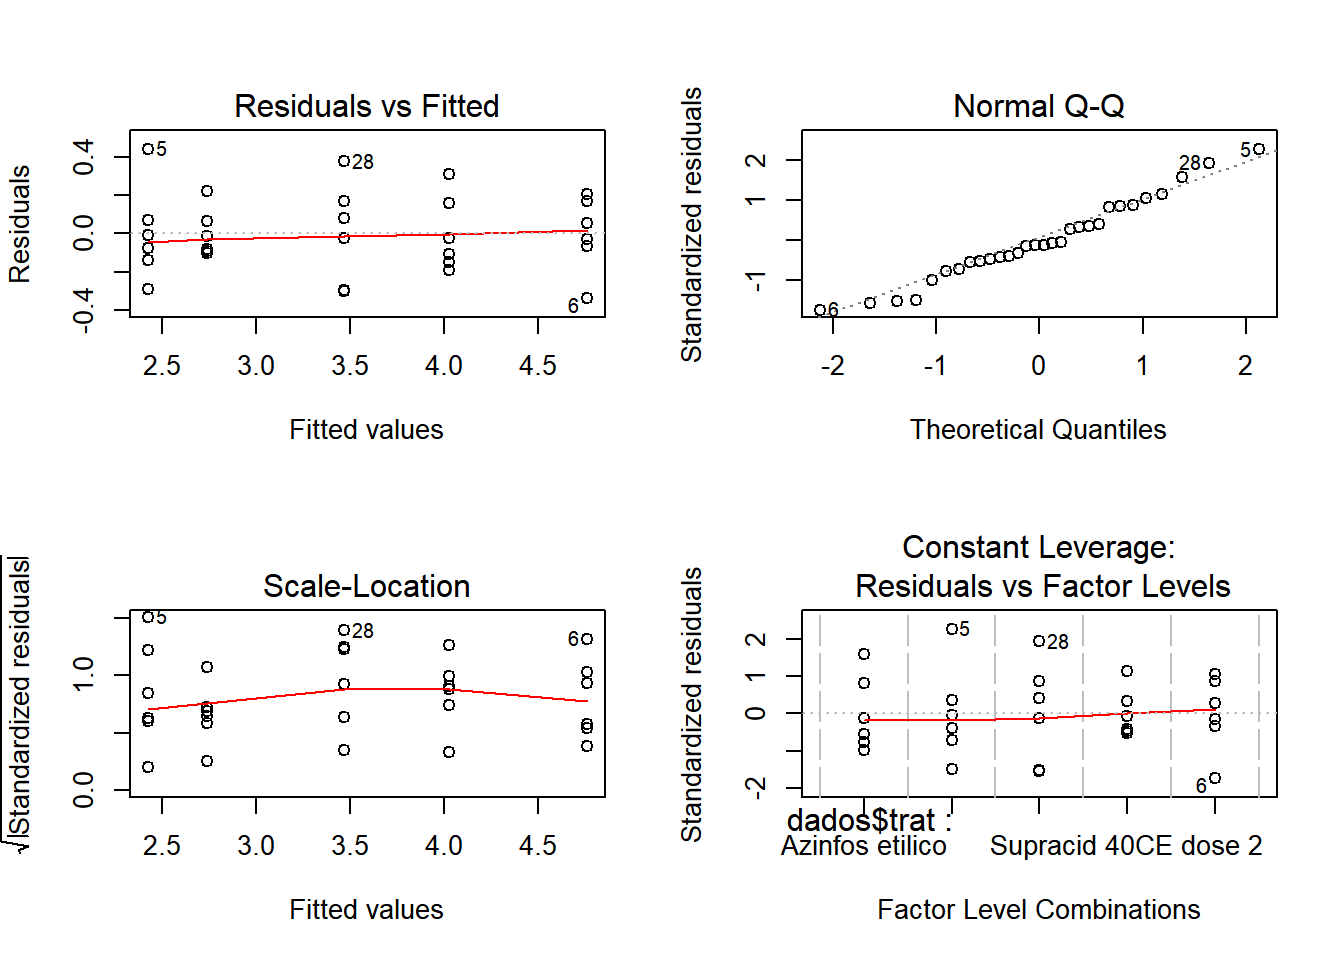 Residuals vs Fitted
Residuals
-0.4
0.0
0.4
5
28
6
2.5 3.0 3.5 4.0 4.5
Fitted values
Normal Q-Q
Standardized residuals
-1
1
2
5
28
6
-2 -1 0 1 2
Theoretical Quantiles
Scale-Location
√|Standardized residuals|
0.0
1.0
5
28
6
2.5 3.0 3.5 4.0 4.5
Fitted values
Constant Leverage:
Residuals vs Factor Levels
Standardized residuals
-2
0
1
2
5
28
6
dados$trat :
Azinfos etilico Supracid 40CE dose 2
Factor Level Combinations